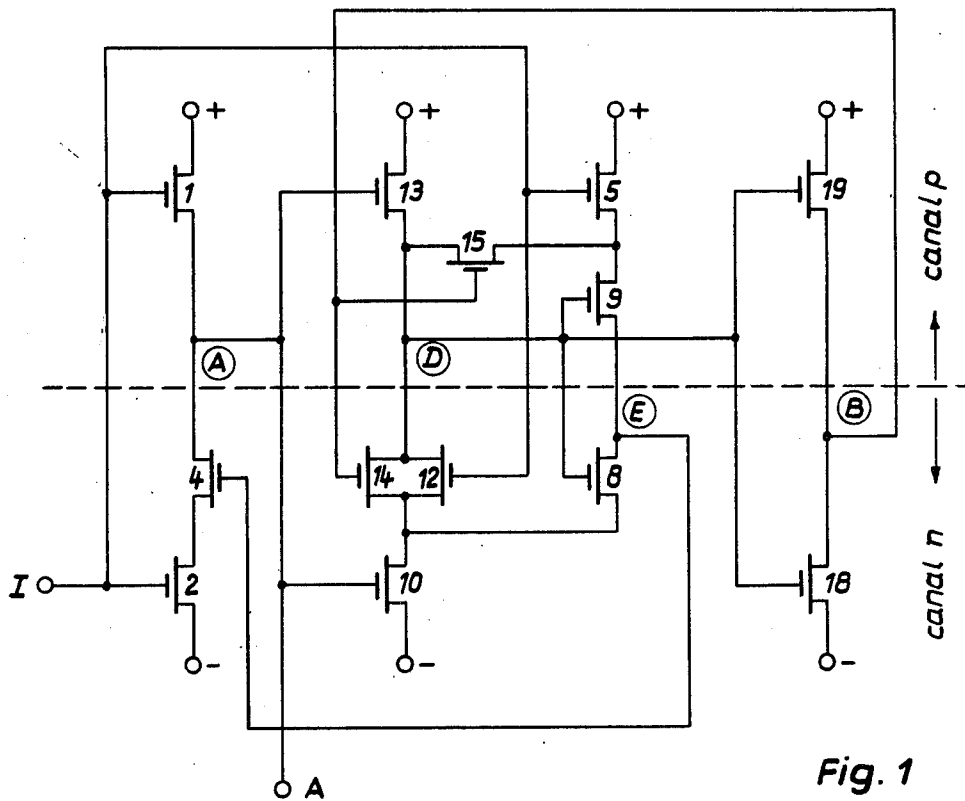 + + + +
1 13 5 19
15
9
canal p
A D
E B
4 14 12 8
canal n
I 2 10 18
- - -
A
Fig. 1